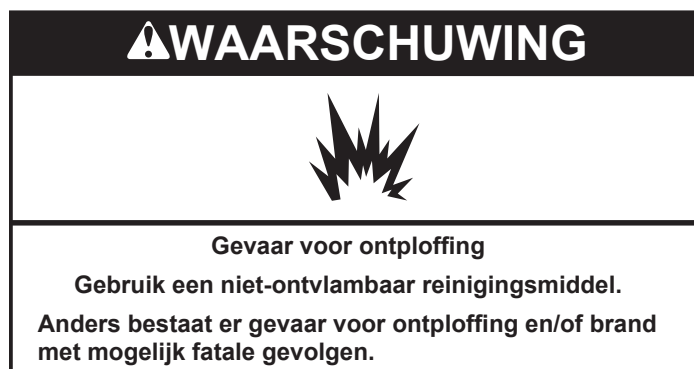 ⚠WAARSCHUWING
Gevaar voor ontploffing
Gebruik een niet-ontvlambaar reinigingsmiddel.
Anders bestaat er gevaar voor ontploffing en/of brand
met mogelijk fatale gevolgen.